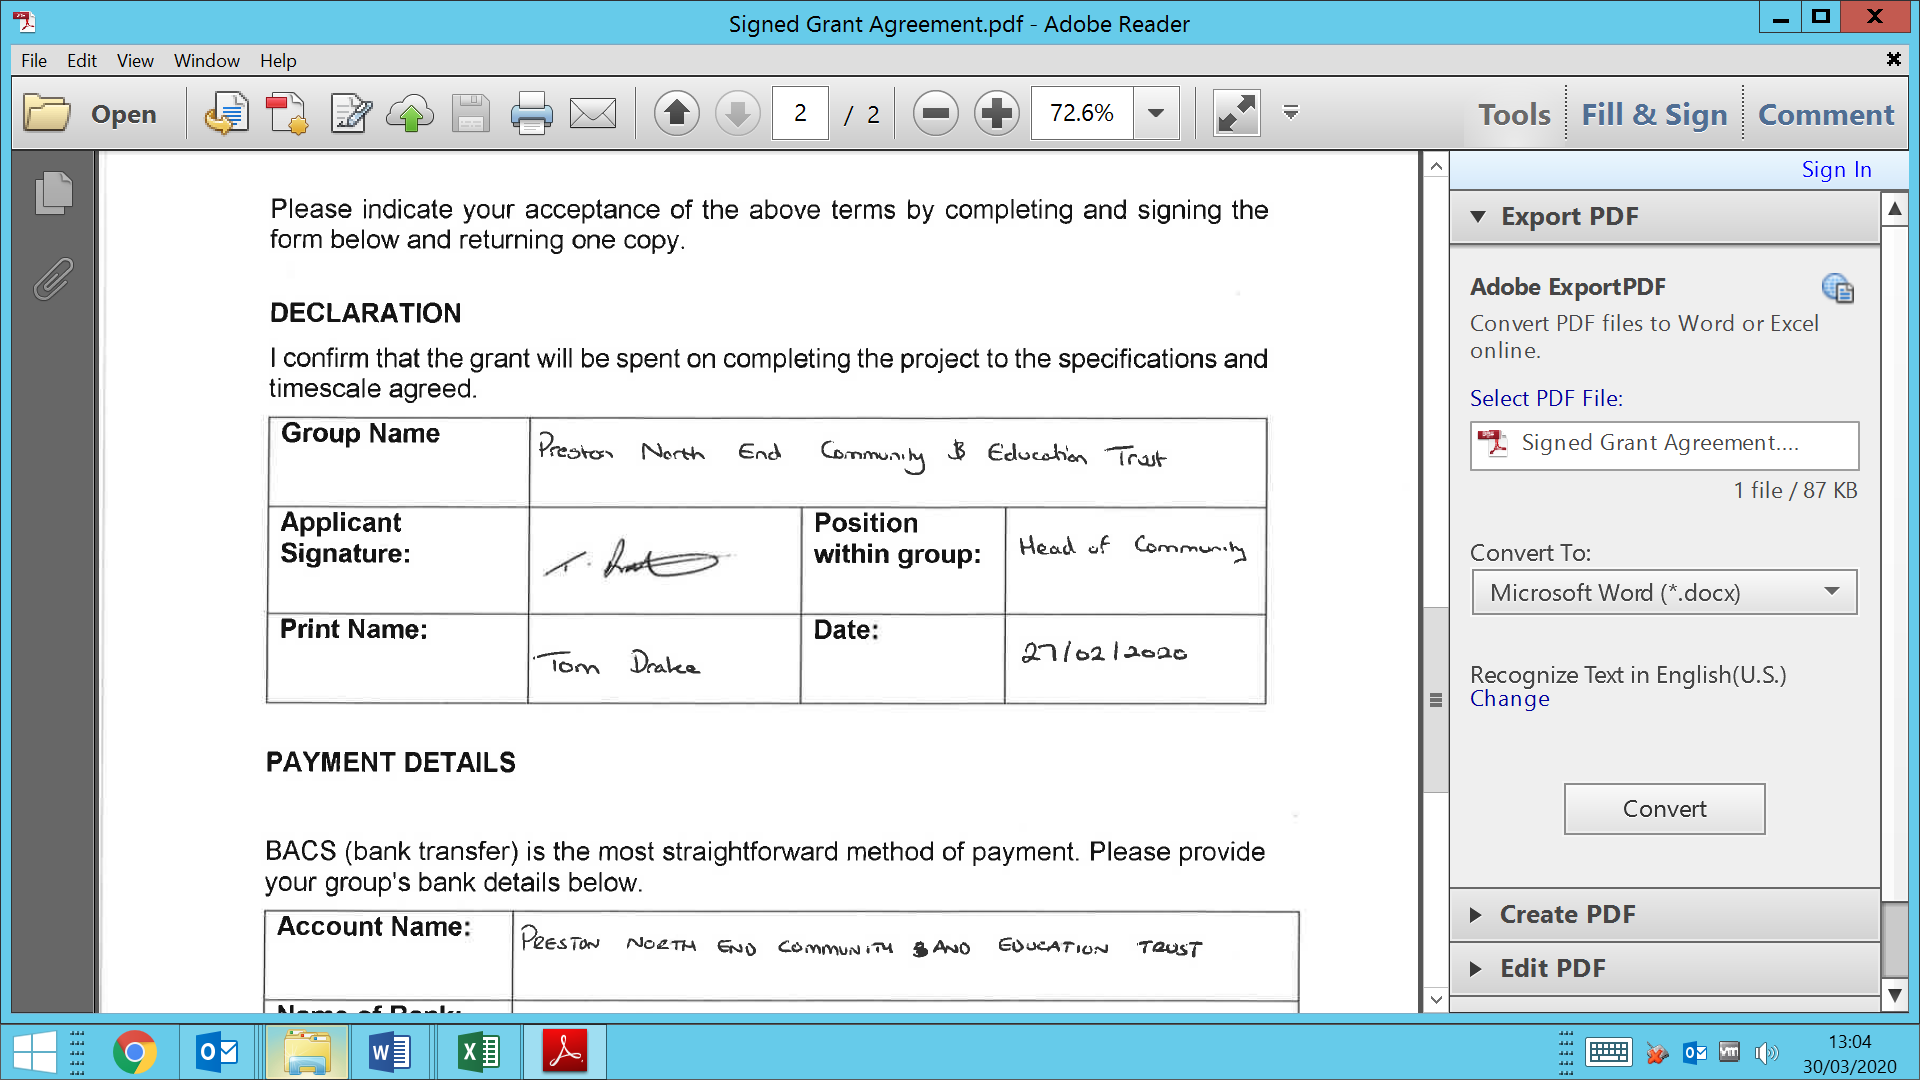 Signed Grant Agreement.pdf - Adobe Reader
File Edit View Window Help
Open 2 / 2 72.6% Tools Fill & Sign Comment
Sign In
Please indicate your acceptance of the above terms by completing and signing the
form below and returning one copy.
DECLARATION
I confirm that the grant will be spent on completing the project to the specifications and
timescale agreed.
Group Name Preston North End Community & Education Trust
Applicant
Signature: T. Position
within group: Head of Community
Print Name: Tom Drake Date: 27/02/2020
PAYMENT DETAILS
BACS (bank transfer) is the most straightforward method of payment. Please provide
your group's bank details below.
Account Name: PRESTON NORTH END COMMUNITY AND EDUCATION TRUST
Name of Bank:
Export PDF
Adobe ExportPDF
Convert PDF files to Word or Excel
online.
Select PDF File:
Signed Grant Agreement....
1 file / 87 KB
Convert To:
Microsoft Word (*.docx)
Recognize Text in English(U.S.)
Change
Convert
Create PDF
Edit PDF
13:04
30/03/2020